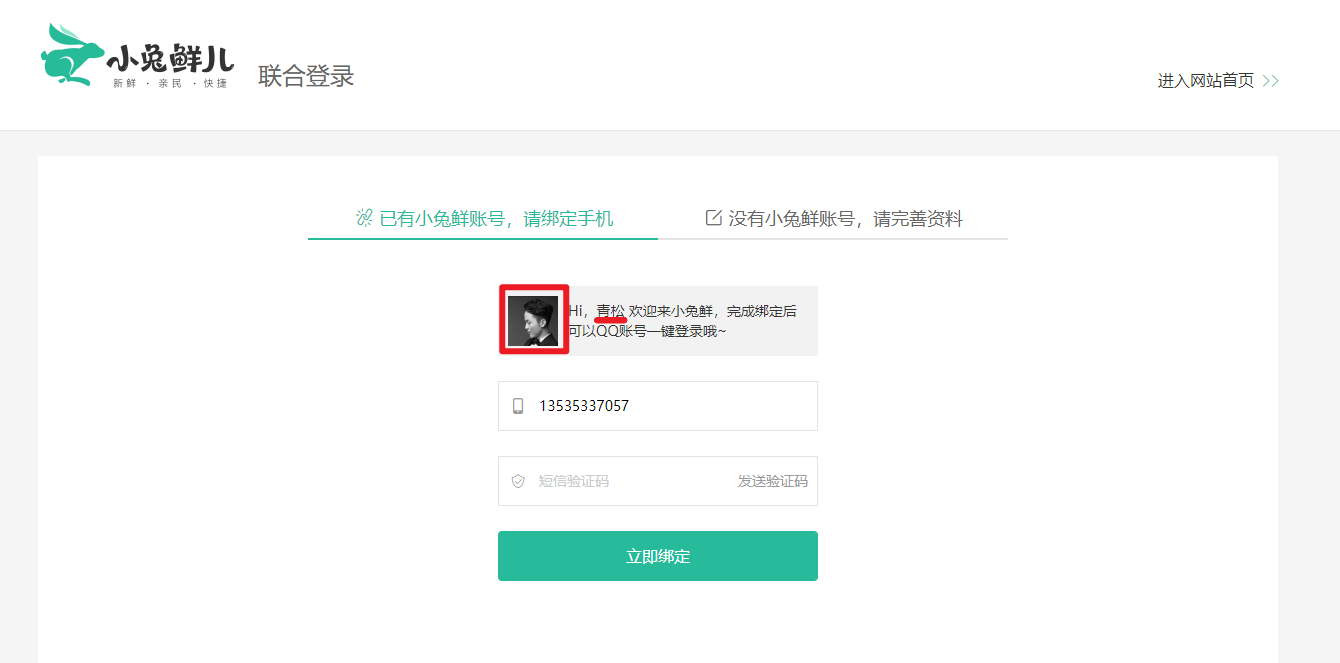 小兔鲜儿
新鲜 · 亲民 · 快捷
联合登录
进入网站首页 >>
已有小兔鲜账号，请绑定手机
没有小兔鲜账号，请完善资料
Hi，青松 欢迎来小兔鲜，完成绑定后
可以QQ账号一键登录哦~
13535337057
短信验证码
发送验证码
立即绑定